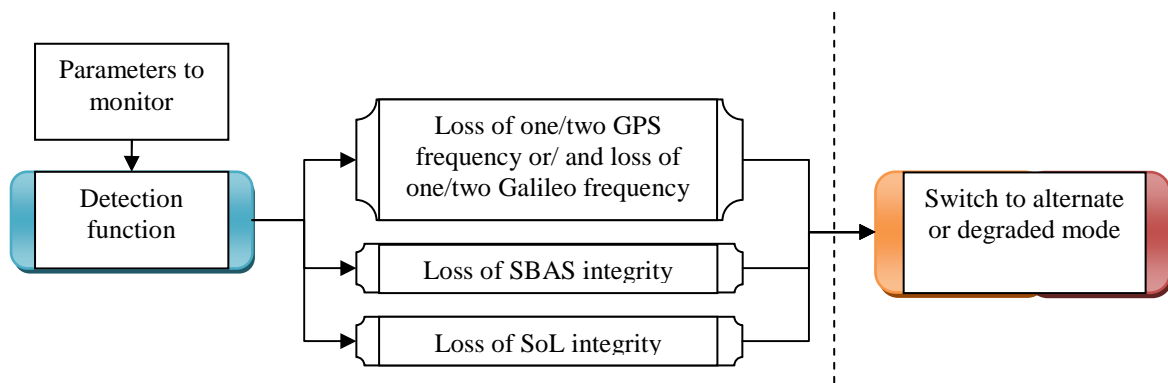 Parameters to
monitor
Detection
function
Loss of one/two GPS
frequency or/ and loss of
one/two Galileo frequency
Loss of SBAS integrity
Loss of SoL integrity
Switch to alternate
or degraded mode